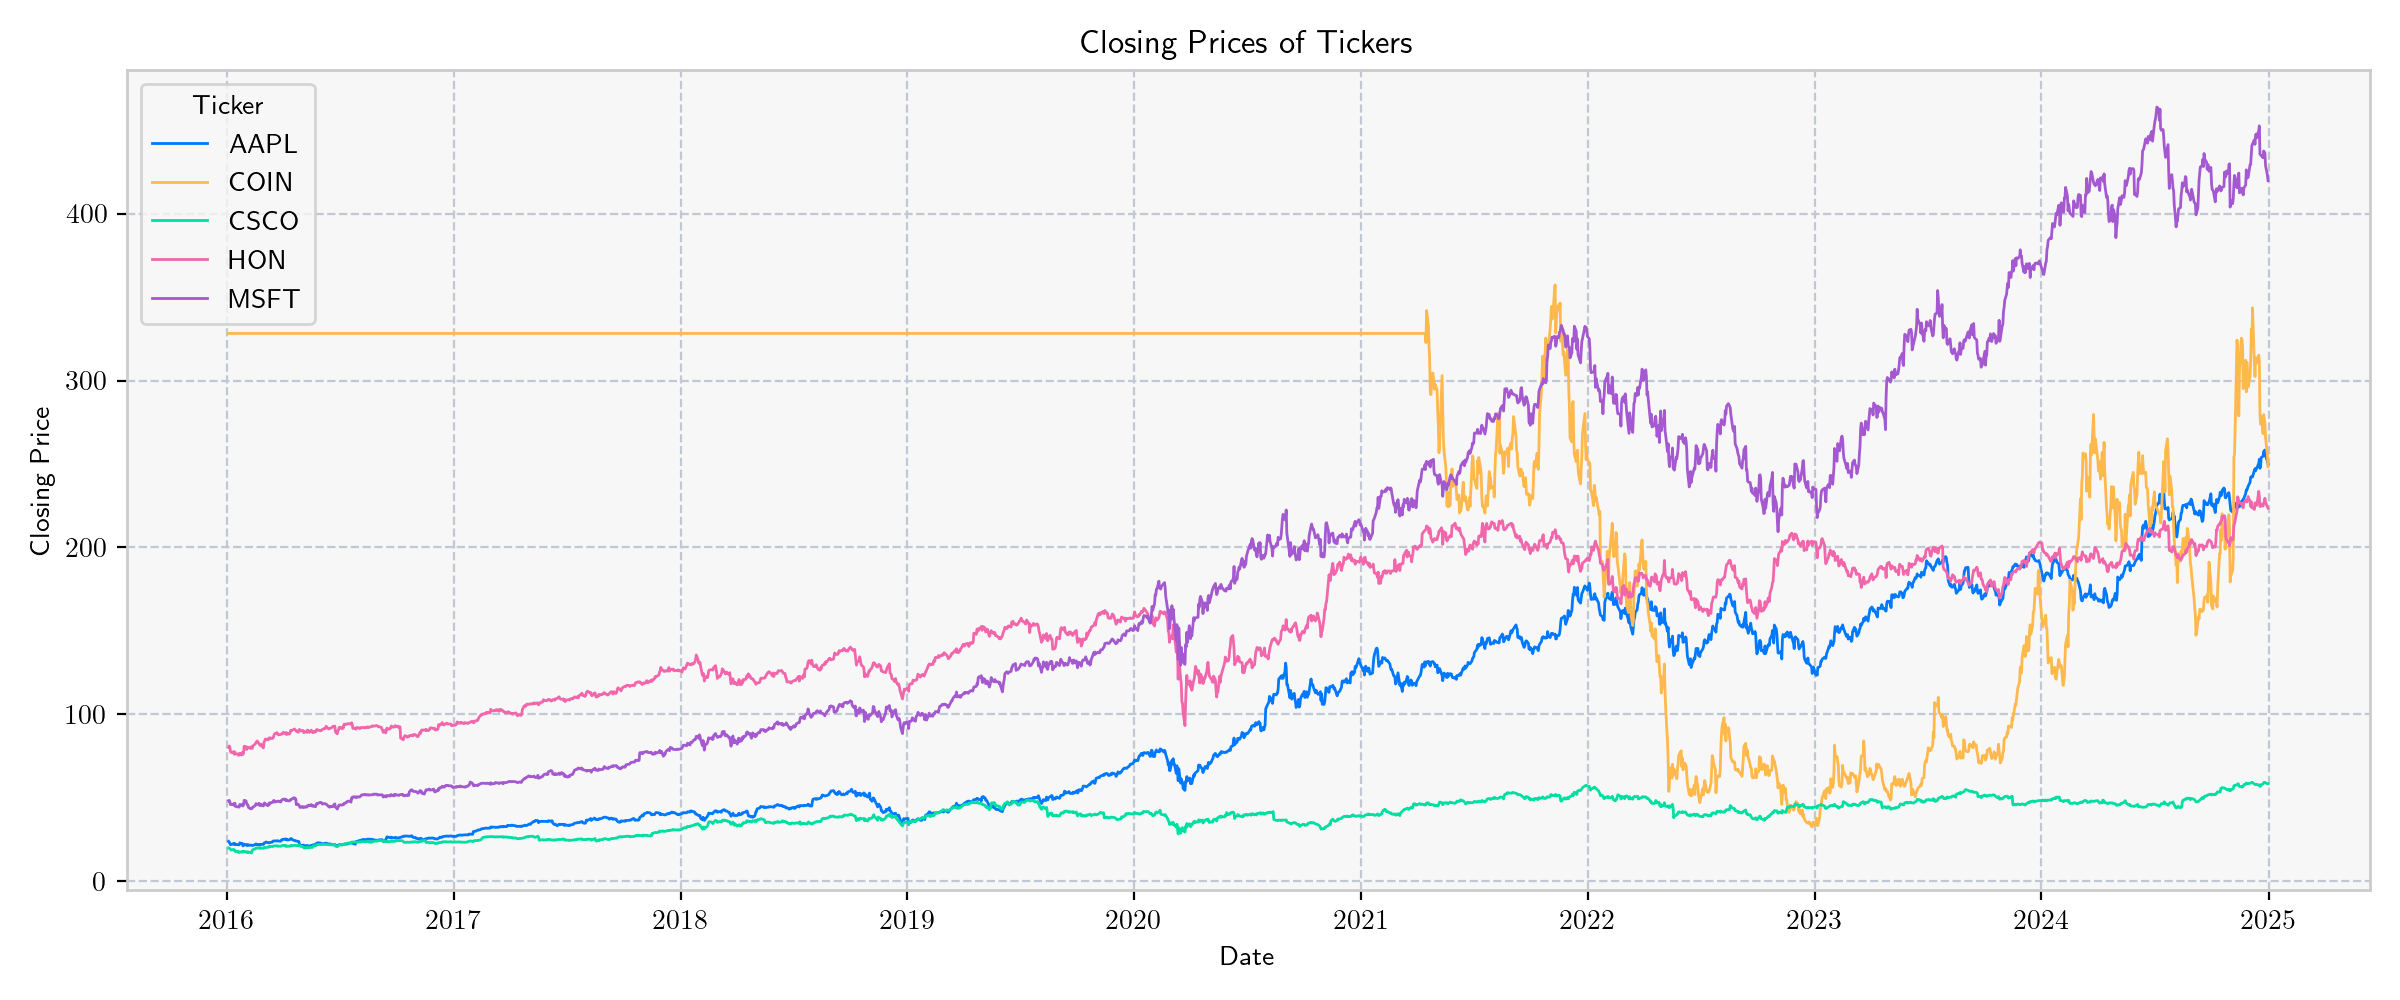 Closing Prices of Tickers
Ticker
AAPL
COIN
CSCO
HON
MSFT
Closing Price
400
300
200
100
0
2016 2017 2018 2019 2020 2021 2022 2023 2024 2025
Date